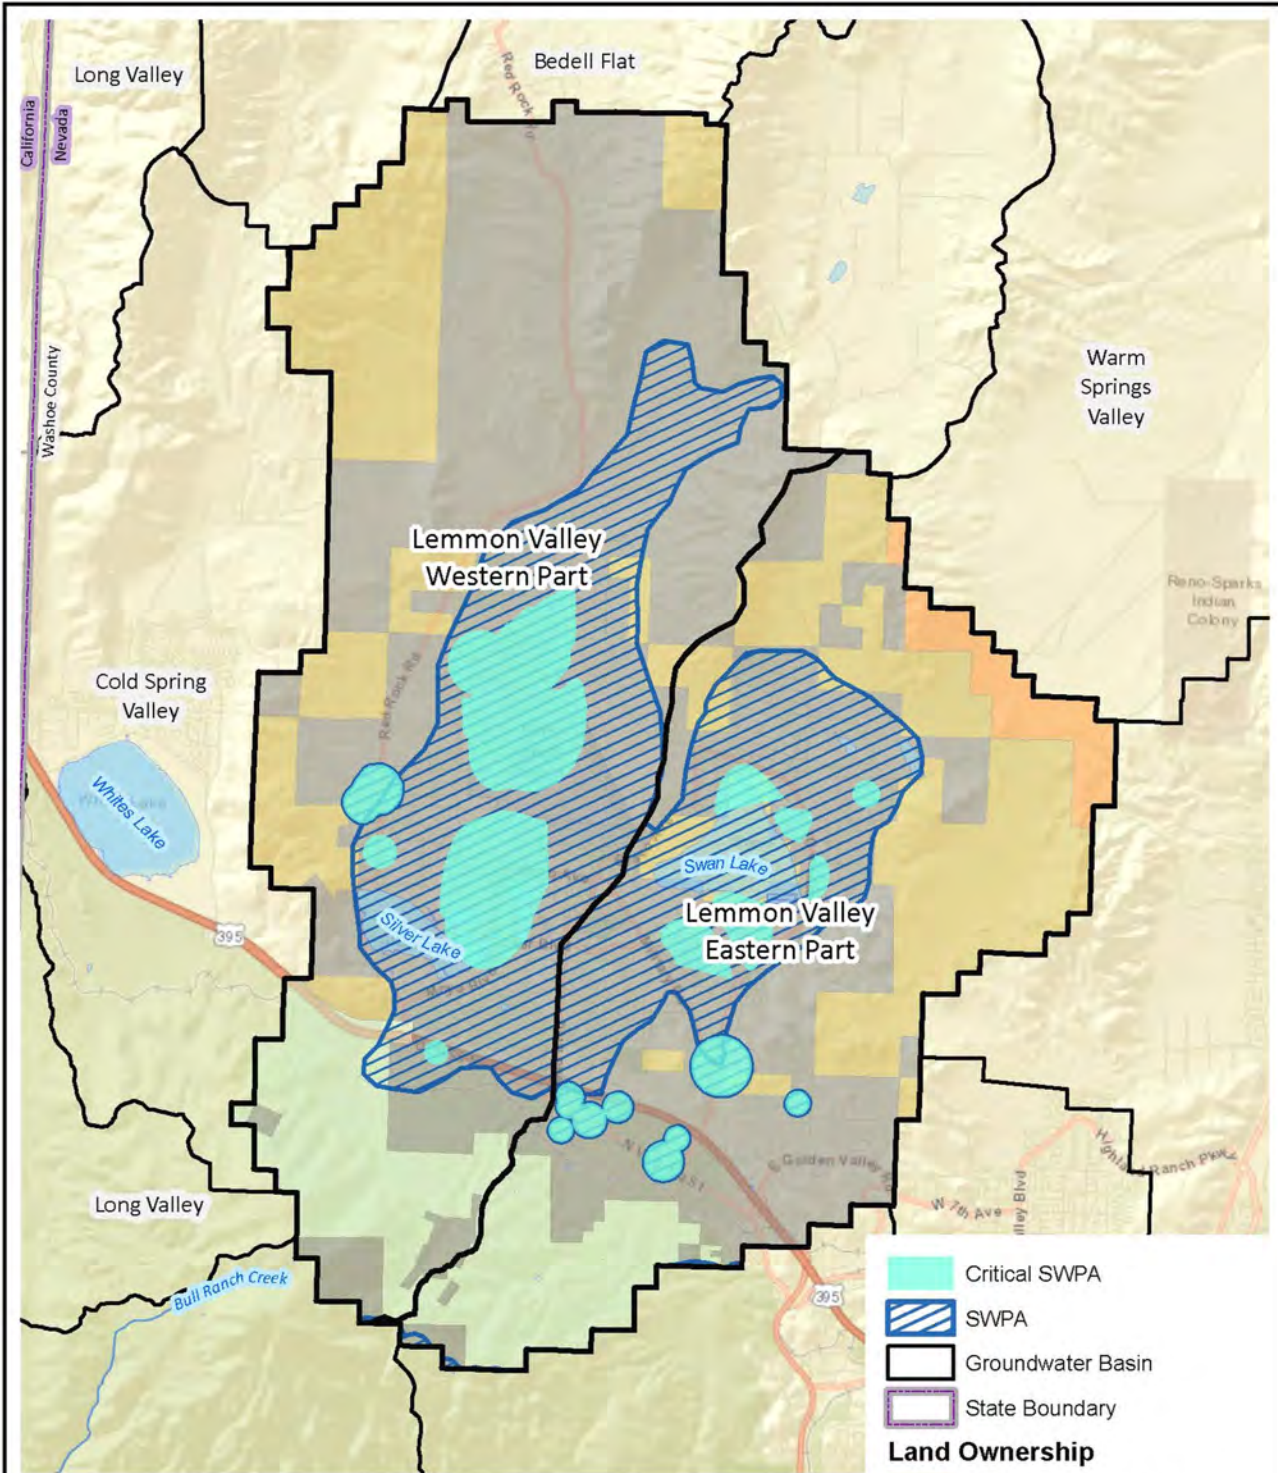 Long Valley
Bedell Flat
Red Rock Rd
California
Nevada
Washoe County
Warm
Springs
Valley
Lemmon Valley
Western Part
Reno-Sparks
Indian
Colony
Red Rock Rd
Cold Spring
Valley
Whites Lake
Swan Lake
Lemmon Valley
Eastern Part
Silver Lake
395
E Golden Valley Rd
Highland Ranch Pkwy
W 7th Ave
Long Valley
Bull Ranch Creek
395
Critical SWPA
SWPA
Groundwater Basin
State Boundary
Land Ownership